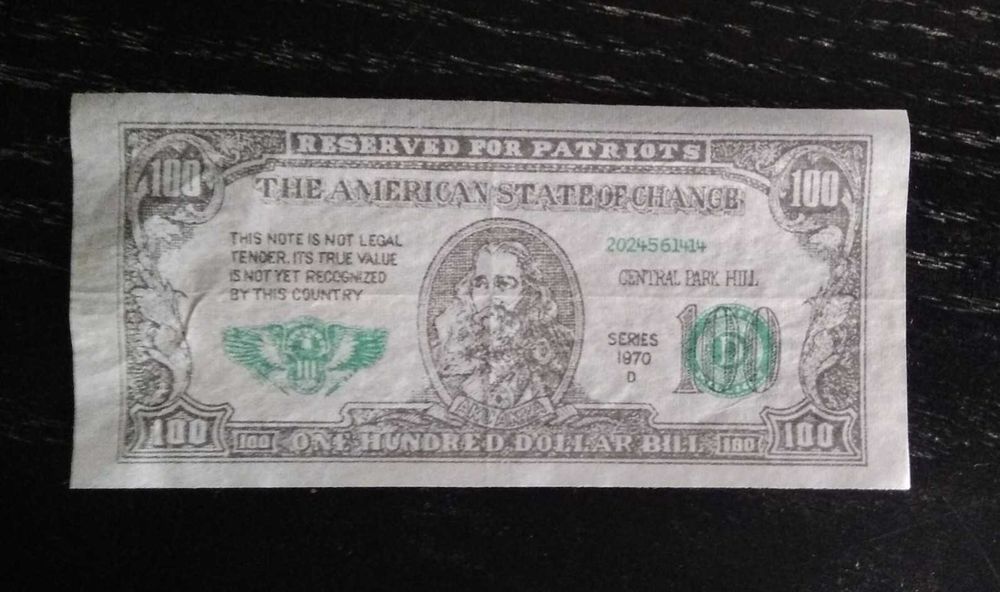 RESERVED FOR PATRIOTS
100
100
THE AMERICAN STATE OF CHANGE
THIS NOTE IS NOT LEGAL
TENDER. ITS TRUE VALUE
IS NOT YET RECOGNIZED
BY THIS COUNTRY
2024561414
CENTRAL PARK HILL
SERIES
1970
D
100
D
100
100
ONE HUNDRED DOLLAR BILL
100
100